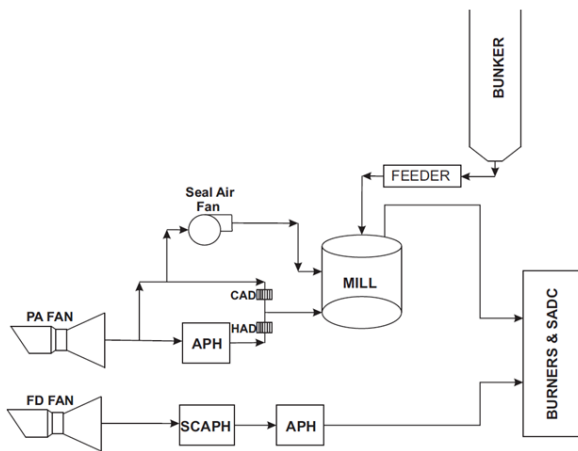 BUNKER
FEEDER
Seal Air
Fan
MILL
CAD
PA FAN
HAD
APH
BURNERS & SADC
FD FAN
SCAPH
APH